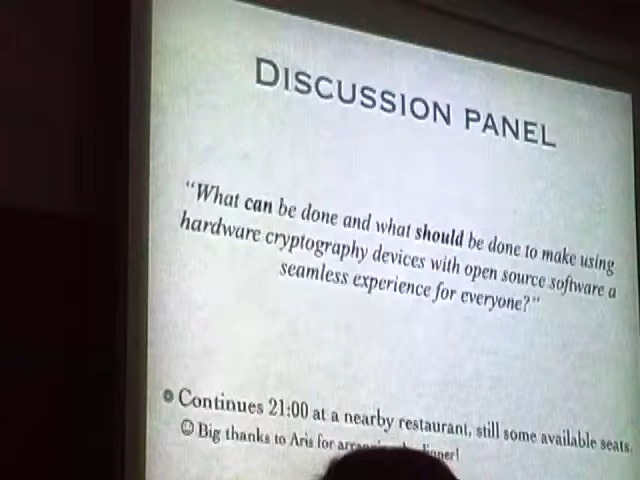 DISCUSSION PANEL
"What can be done and what should be done to make using
hardware cryptography devices with open source software a
seamless experience for everyone?"
Continues 21:00 at a nearby restaurant, still some available seats.
☺ Big thanks to Aris for